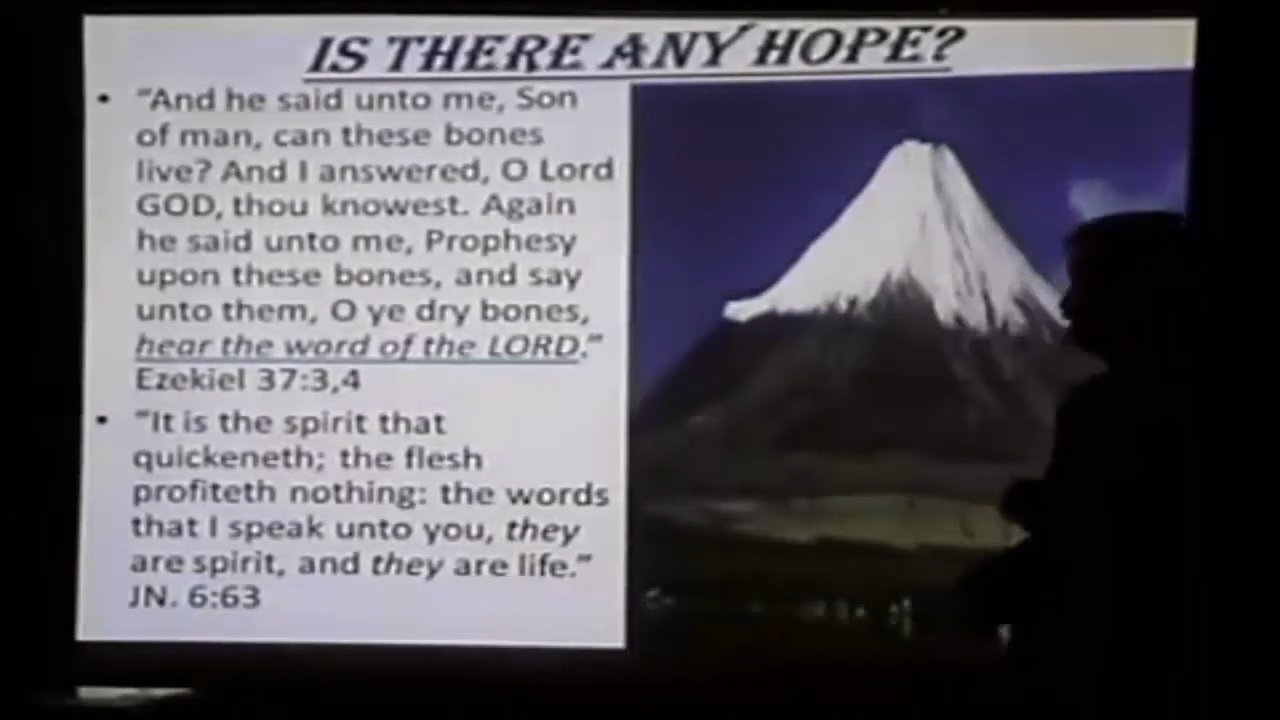 IS THERE ANY HOPE?
• "And he said unto me, Son
of man, can these bones
live? And I answered, O Lord
GOD, thou knowest. Again
he said unto me, Prophesy
upon these bones, and say
unto them, O ye dry bones,
hear the word of the LORD."
Ezekiel 37:3,4
• "It is the spirit that
quickeneth; the flesh
profiteth nothing: the words
that I speak unto you, they
are spirit, and they are life."
JN. 6:63